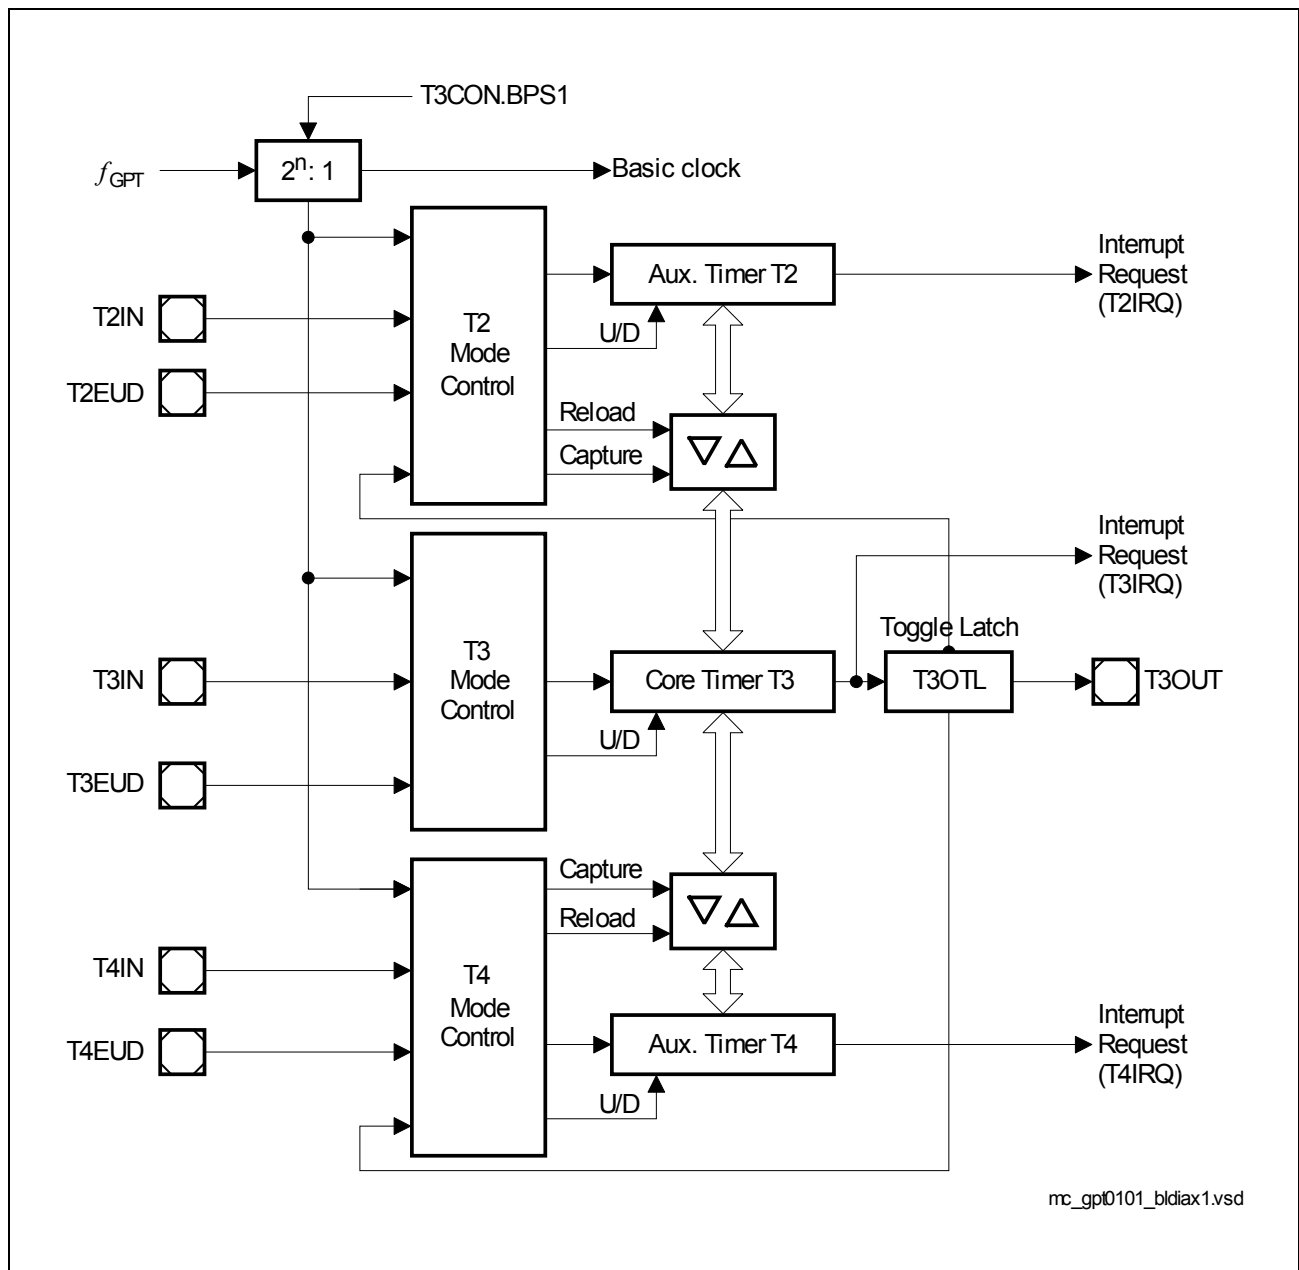 T3CON.BPS1
fGPT
2n: 1
Basic clock
T2IN
T2EUD
T2
Mode
Control
Aux. Timer T2
U/D
Reload
Capture
Interrupt
Request
(T2IRQ)
T3IN
T3EUD
T3
Mode
Control
Core Timer T3
U/D
Toggle Latch
T3OTL
Interrupt
Request
(T3IRQ)
T3OUT
T4IN
T4EUD
T4
Mode
Control
Capture
Reload
Aux. Timer T4
U/D
Interrupt
Request
(T4IRQ)
mc_gpt0101_bldiax1.vsd